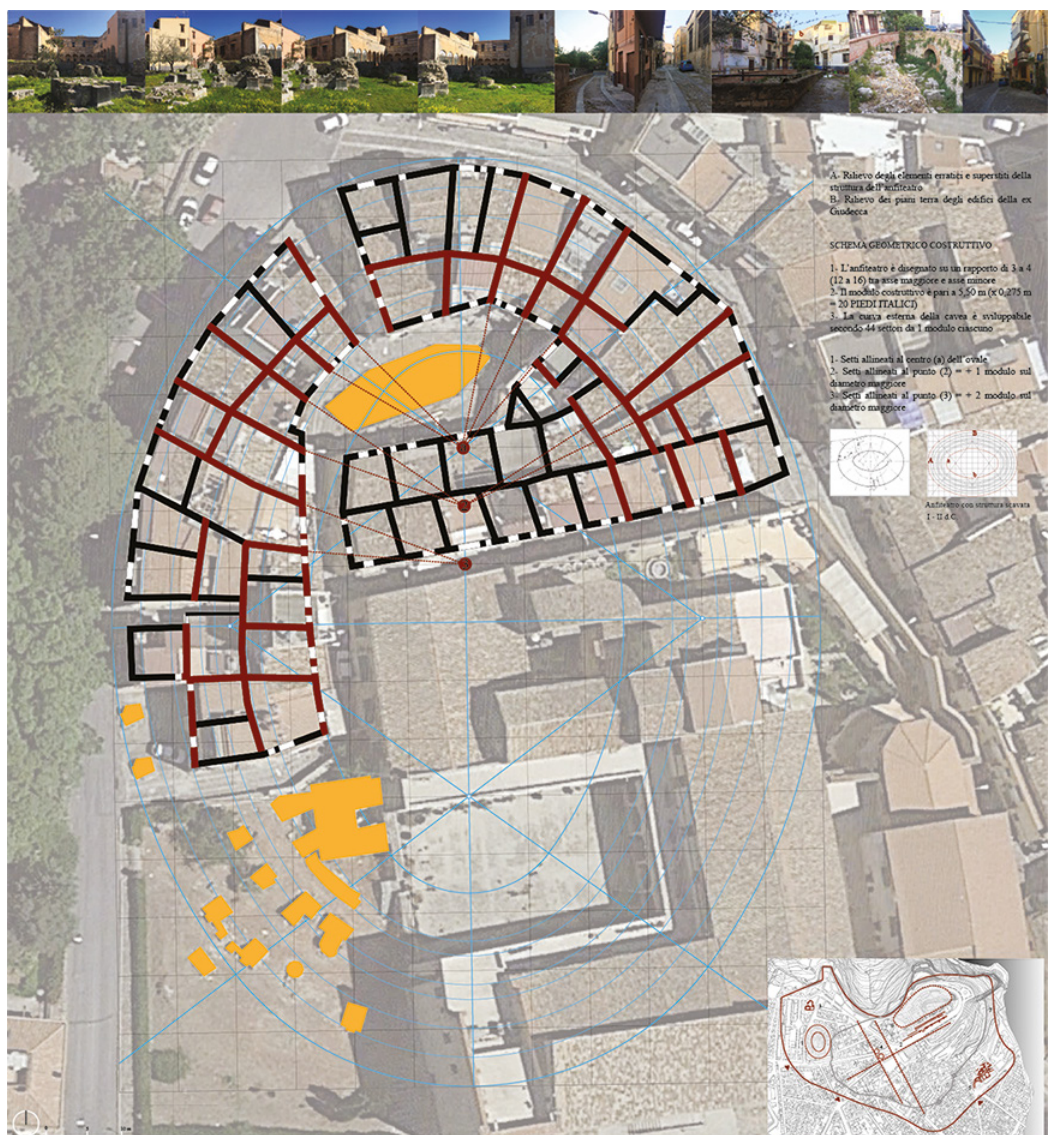 A- Rilievo degli elementi erratici e superstiti della
struttura dell'anfiteatro
B- Rilievo dei piani terra degli edifici della ex
Giudecca
SCHEMA GEOMETRICO COSTRUTTIVO
1- L'anfiteatro è disegnato su un rapporto di 3 a 4
(12 a 16) tra asse maggiore e asse minore
2- Il modulo costruttivo è pari a 5,50 m (x 0,275 m
= 20 PIEDI ITALICI)
3- La curva esterna della cavea è sviluppabile
secondo 44 settori da 1 modulo ciascuno
1- Setti allineati al centro (a) dell'ovale
2- Setti allineati al punto (2) = + 1 modulo sul
diametro maggiore
3- Setti allineati al punto (3) = + 2 modulo sul
diametro maggiore
B
A
Anfiteatro con struttura scavata
I - II d.C.